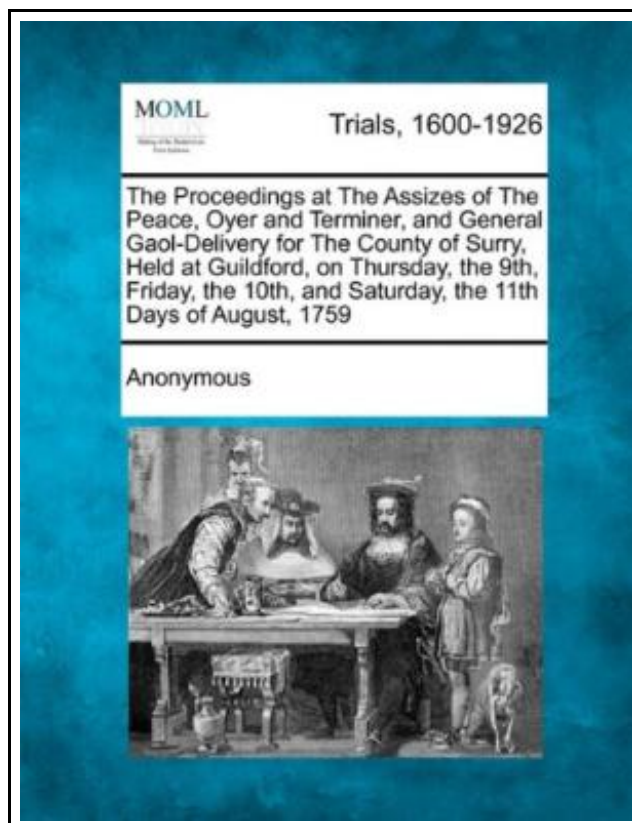 MOML
Trials, 1600-1926
The Proceedings at The Assizes of The
Peace, Oyer and Terminer, and General
Gaol-Delivery for The County of Surry,
Held at Guildford, on Thursday, the 9th,
Friday, the 10th, and Saturday, the 11th
Days of August, 1759
Anonymous